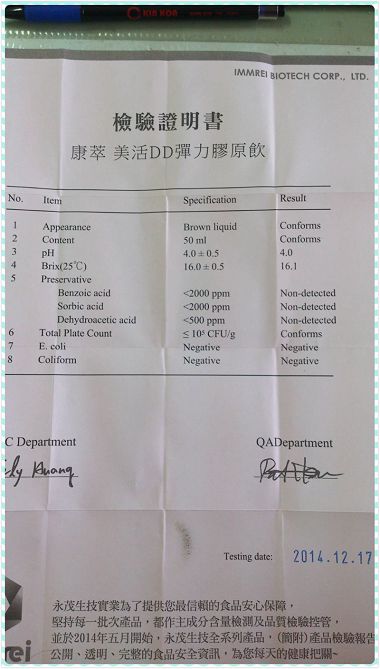 KIN KON
IMMREI BIOTECH CORP., LTD.
檢驗證明書
康萃 美活DD彈力膠原飲
No. Item Specification Result
1 Appearance Brown liquid Conforms
2 Content 50 ml Conforms
3 pH 4.0 ± 0.5 4.0
4 Brix(25℃) 16.0 ± 0.5 16.1
5 Preservative
Benzoic acid <2000 ppm Non-detected
Sorbic acid <2000 ppm Non-detected
Dehydroacetic acid <500 ppm Non-detected
6 Total Plate Count ≤ 10⁵ CFU/g Conforms
7 E. coli Negative Negative
8 Coliform Negative Negative
C Department QADepartment
Huang
Testing date: 2014.12.17
永茂生技實業為了提供您最信賴的食品安心保障，
堅持每一批次產品，都作主成分含量檢測及品質檢驗控管，
並於2014年五月開始，永茂生技全系列產品，(簡附)產品檢驗報告
公開、透明、完整的食品安全資訊，為您每天的健康把關~
rei